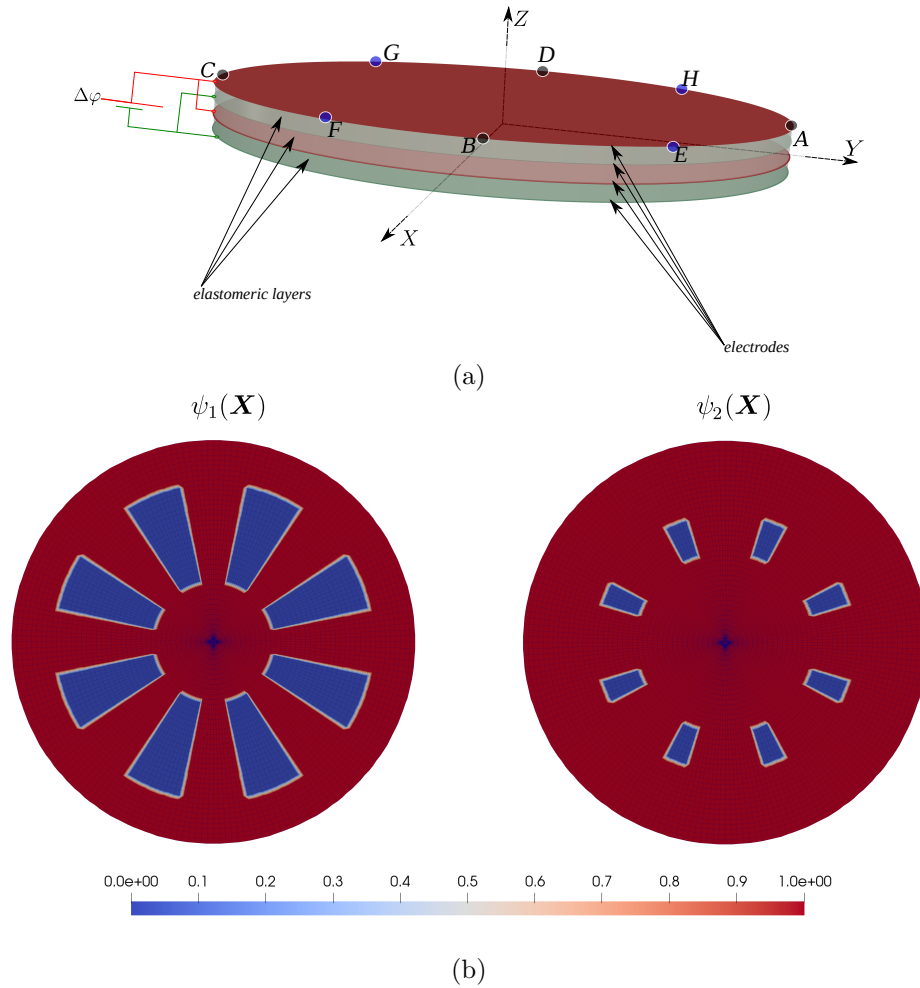 Z
G
D
C
H
Δφ
F
B
E
A
Y
X
elastomeric layers
electrodes
(a)
ψ₁(X) ψ₂(X)
0.0e+00 0.1 0.2 0.3 0.4 0.5 0.6 0.7 0.8 0.9 1.0e+00
(b)